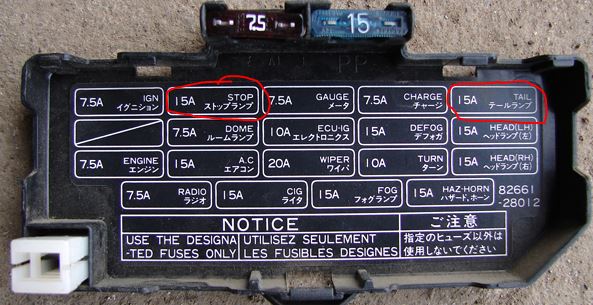 7.5
15
7.5A IGN イグニション
15A STOP ストップランプ
7.5A GAUGE メータ
7.5A CHARGE チャージ
15A TAIL テールランプ
7.5A DOME ルームランプ
10A ECU-IG エレクトロニクス
15A DEFOG デフォガ
15A HEAD(LH) ヘッドランプ(左)
7.5A ENGINE エンジン
15A A.C エアコン
20A WIPER ワイパ
10A TURN ターン
15A HEAD(RH) ヘッドランプ(右)
7.5A RADIO ラジオ
15A CIG ライタ
15A FOG フォグランプ
15A HAZ-HORN ハザード,ホーン
82661
-28012
NOTICE
USE THE DESIGNA
-TED FUSES ONLY
UTILISEZ SEULEMENT
LES FUSIBLES DESIGNES
ご注意
指定のヒューズ以外は
使用しないでください